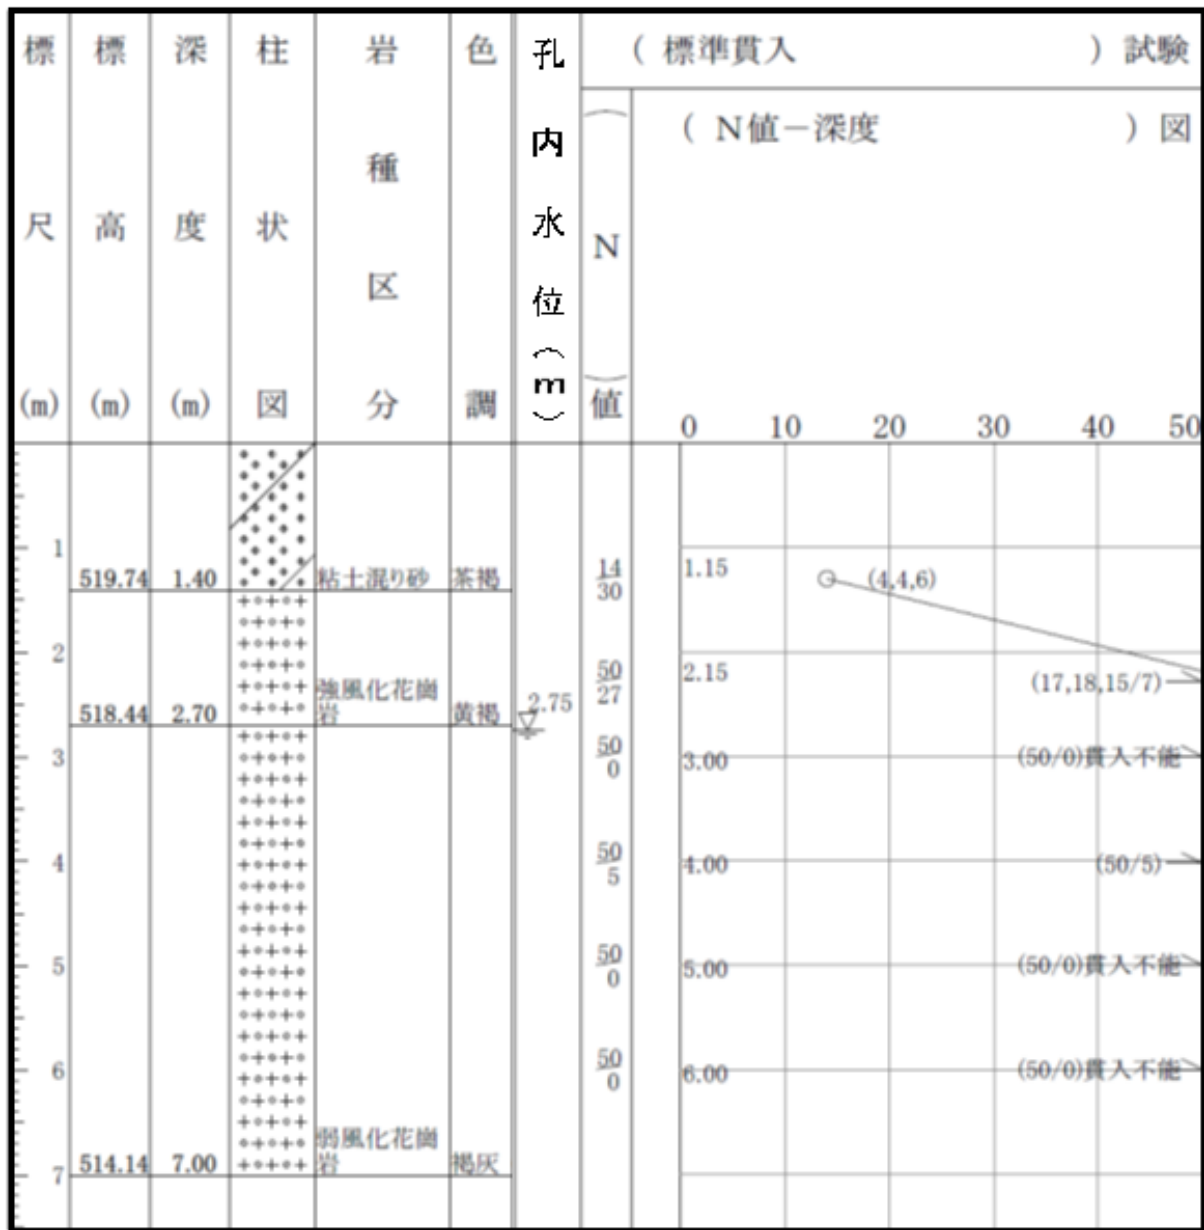 標尺(m)
標高(m)
深度(m)
柱状図
岩種区分
色調
孔内水位(m)
(標準貫入)試験
(N)値
(N値－深度)図
0 10 20 30 40 50
1
519.74 1.40 粘土混り砂 茶褐
14/30
1.15
(4,4,6)
2
518.44 2.70 強風化花崗岩 黄褐
2.75
50/27
2.15
(17,18,15/7)
3
50/0
3.00
(50/0)貫入不能
4
50/5
4.00
(50/5)
5
50/0
5.00
(50/0)貫入不能
6
50/0
6.00
(50/0)貫入不能
514.14 7.00 弱風化花崗岩 褐灰
7